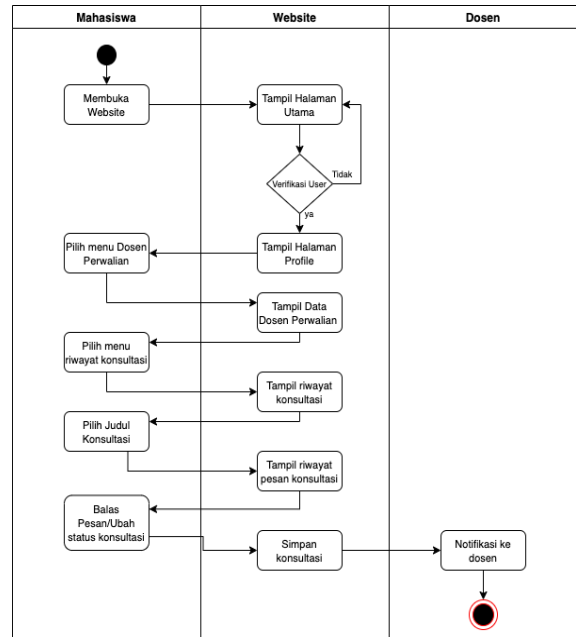 Mahasiswa
Website
Dosen
Membuka
Website
Tampil Halaman
Utama
Tidak
Verifikasi User
ya
Pilih menu Dosen
Perwalian
Tampil Halaman
Profile
Tampil Data
Dosen Perwalian
Pilih menu
riwayat konsultasi
Tampil riwayat
konsultasi
Pilih Judul
Konsultasi
Tampil riwayat
pesan konsultasi
Balas
Pesan/Ubah
status konsultasi
Simpan
konsultasi
Notifikasi ke
dosen